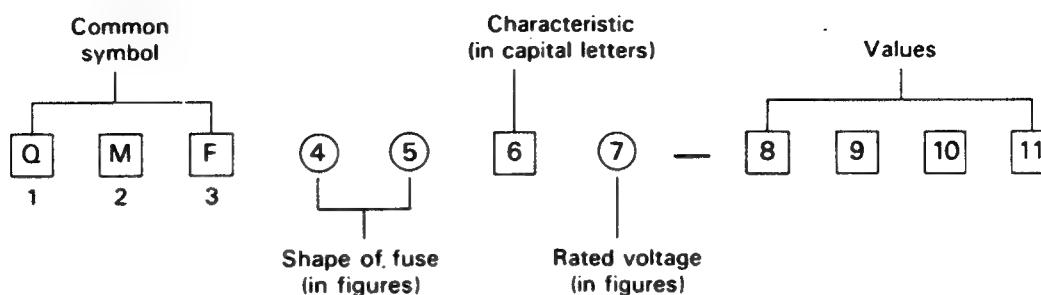 Common
symbol
Characteristic
(in capital letters)
Values
Q M F 4 5 6 7 — 8 9 10 11
1 2 3
Shape of fuse
(in figures)
Rated voltage
(in figures)